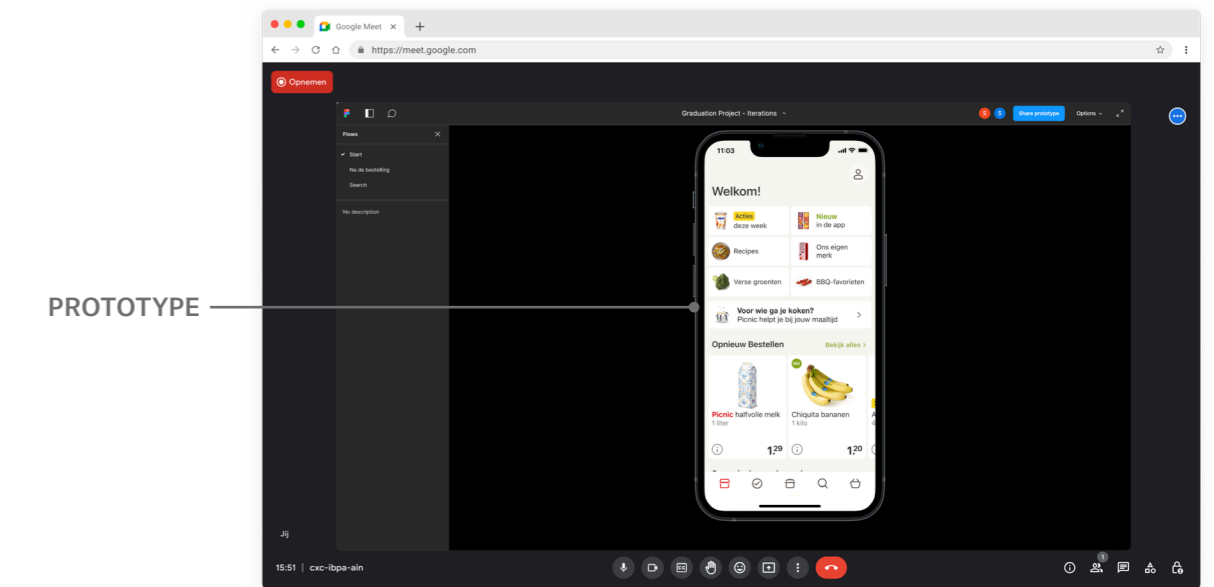 Google Meet
https://meet.google.com
Opnemen
Graduation Project - Iterations
S
S
Share prototype
Options
Flows
Start
Na de bestelling
Search
No description
PROTOTYPE
11:03
Welkom!
Acties
deze week
Nieuw
in de app
Recipes
Ons eigen
merk
Verse groenten
BBQ-favorieten
Voor wie ga je koken?
Picnic helpt je bij jouw maaltijd
Opnieuw Bestellen
Bekijk alles >
Picnic halfvolle melk
1 liter
1.29
Chiquita bananen
1 kilo
1.20
Jij
15:51 | cxc-ibpa-ain
CC
1